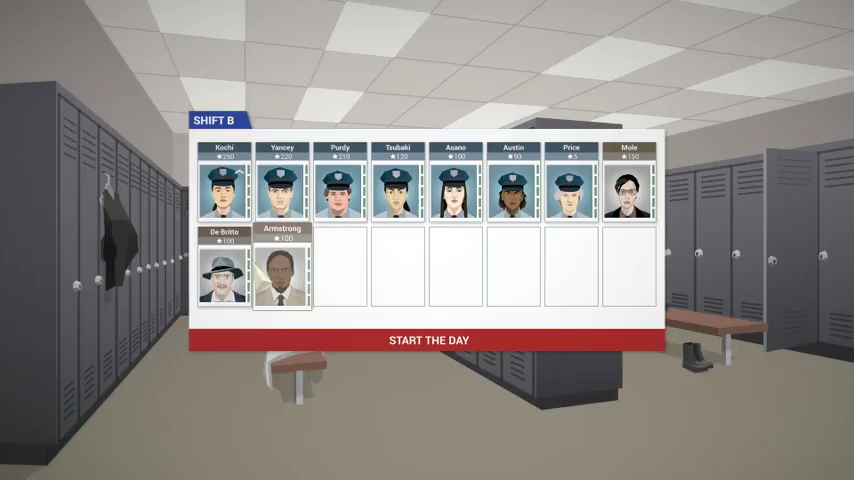 SHIFT B
Kochi Yancey Purdy Tsubaki Asano Austin Price Mole
★250 ★220 ★210 ★120 ★100 ★90 ★5 ★150
De Britto Armstrong
★100 ★100
START THE DAY